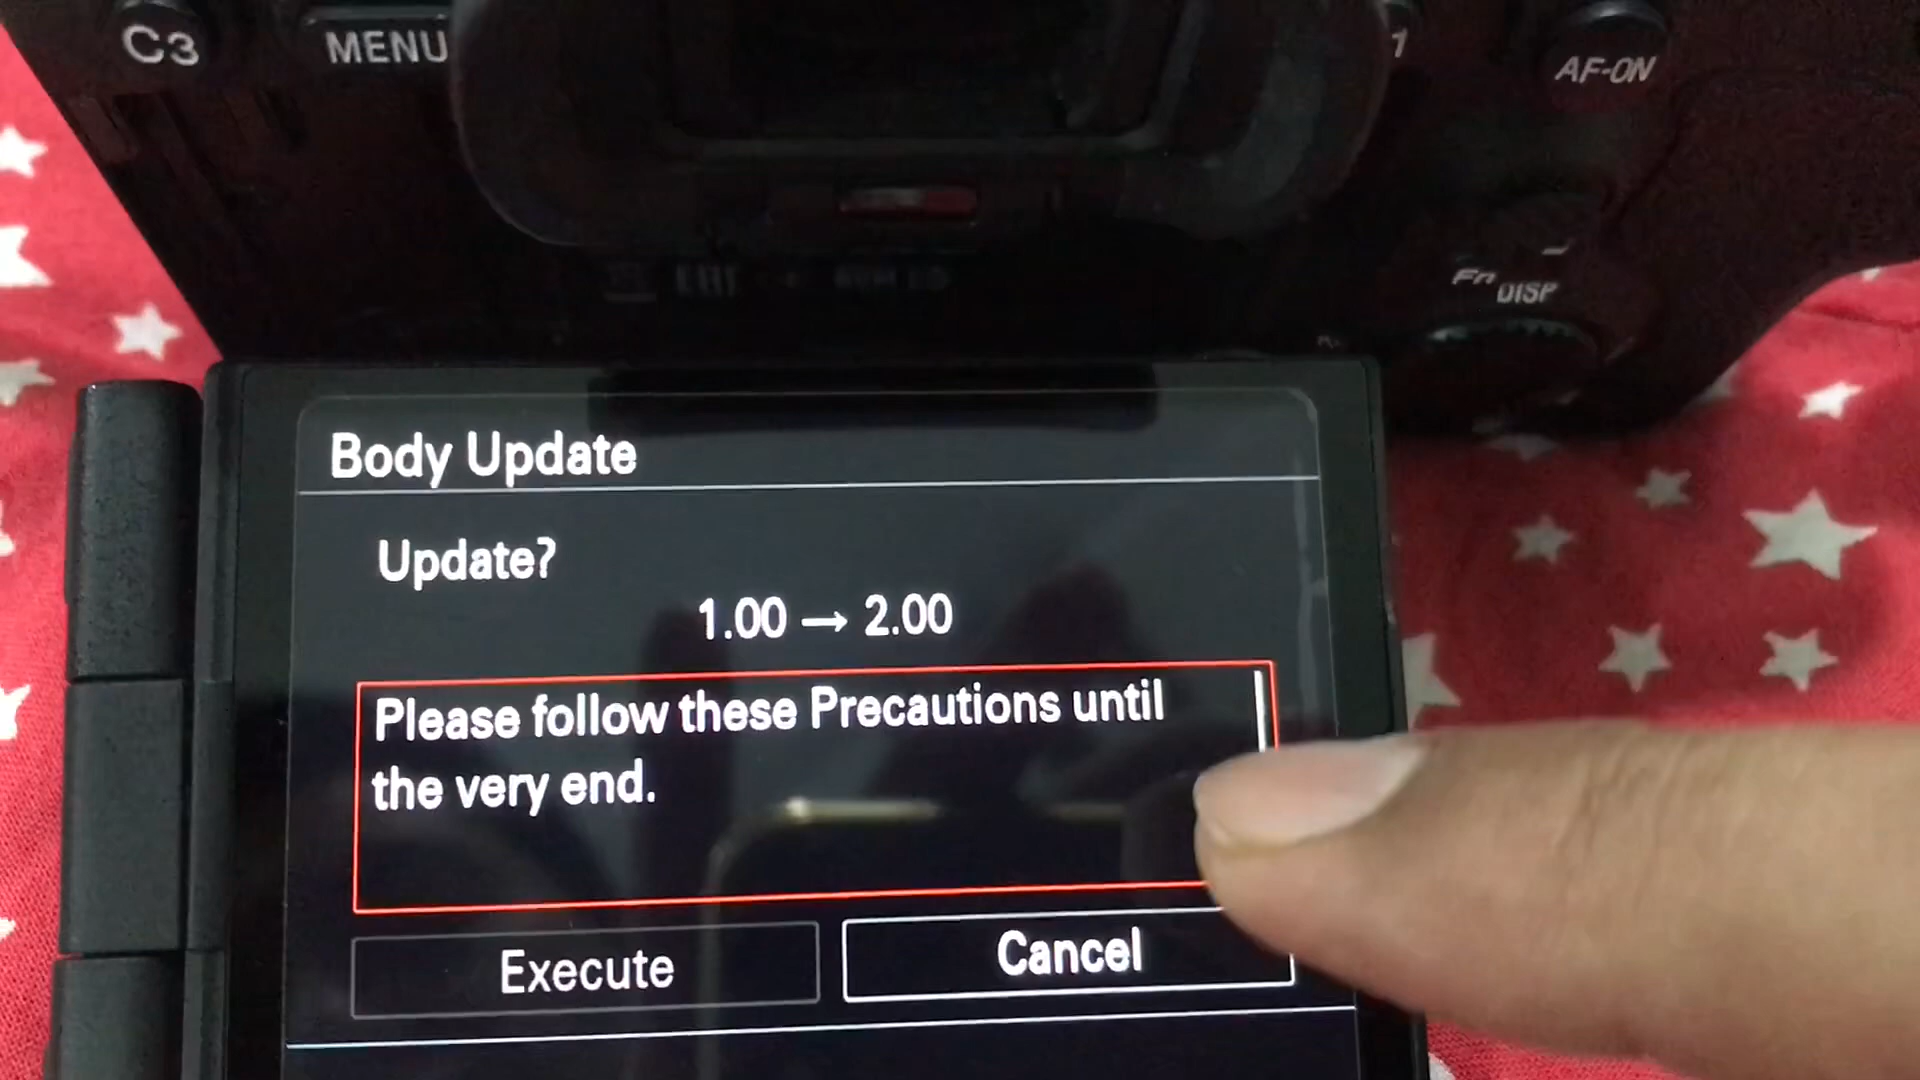 C3
MENU
1
AF-ON
Fn
DISP
Body Update
Update?
1.00 → 2.00
Please follow these Precautions until
the very end.
Execute
Cancel